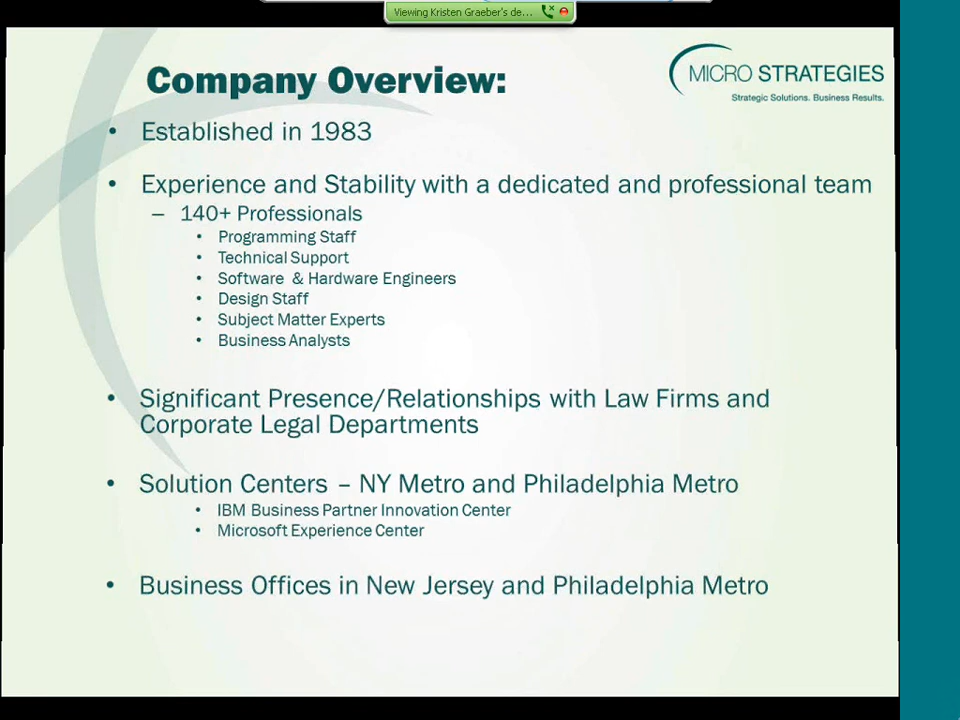 Viewing Kristen Graeber's de...
Company Overview:
MICRO STRATEGIES
Strategic Solutions. Business Results.
• Established in 1983
• Experience and Stability with a dedicated and professional team
– 140+ Professionals
• Programming Staff
• Technical Support
• Software & Hardware Engineers
• Design Staff
• Subject Matter Experts
• Business Analysts
• Significant Presence/Relationships with Law Firms and
Corporate Legal Departments
• Solution Centers – NY Metro and Philadelphia Metro
• IBM Business Partner Innovation Center
• Microsoft Experience Center
• Business Offices in New Jersey and Philadelphia Metro